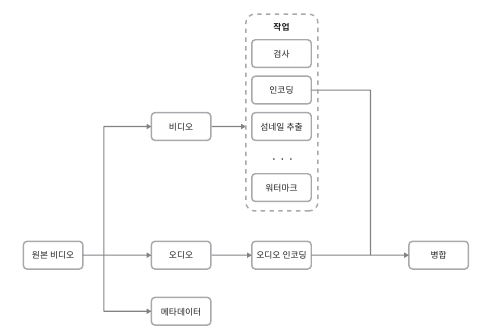 작업
검사
인코딩
비디오
섬네일 추출
. . .
워터마크
원본 비디오
오디오
오디오 인코딩
병합
메타데이터